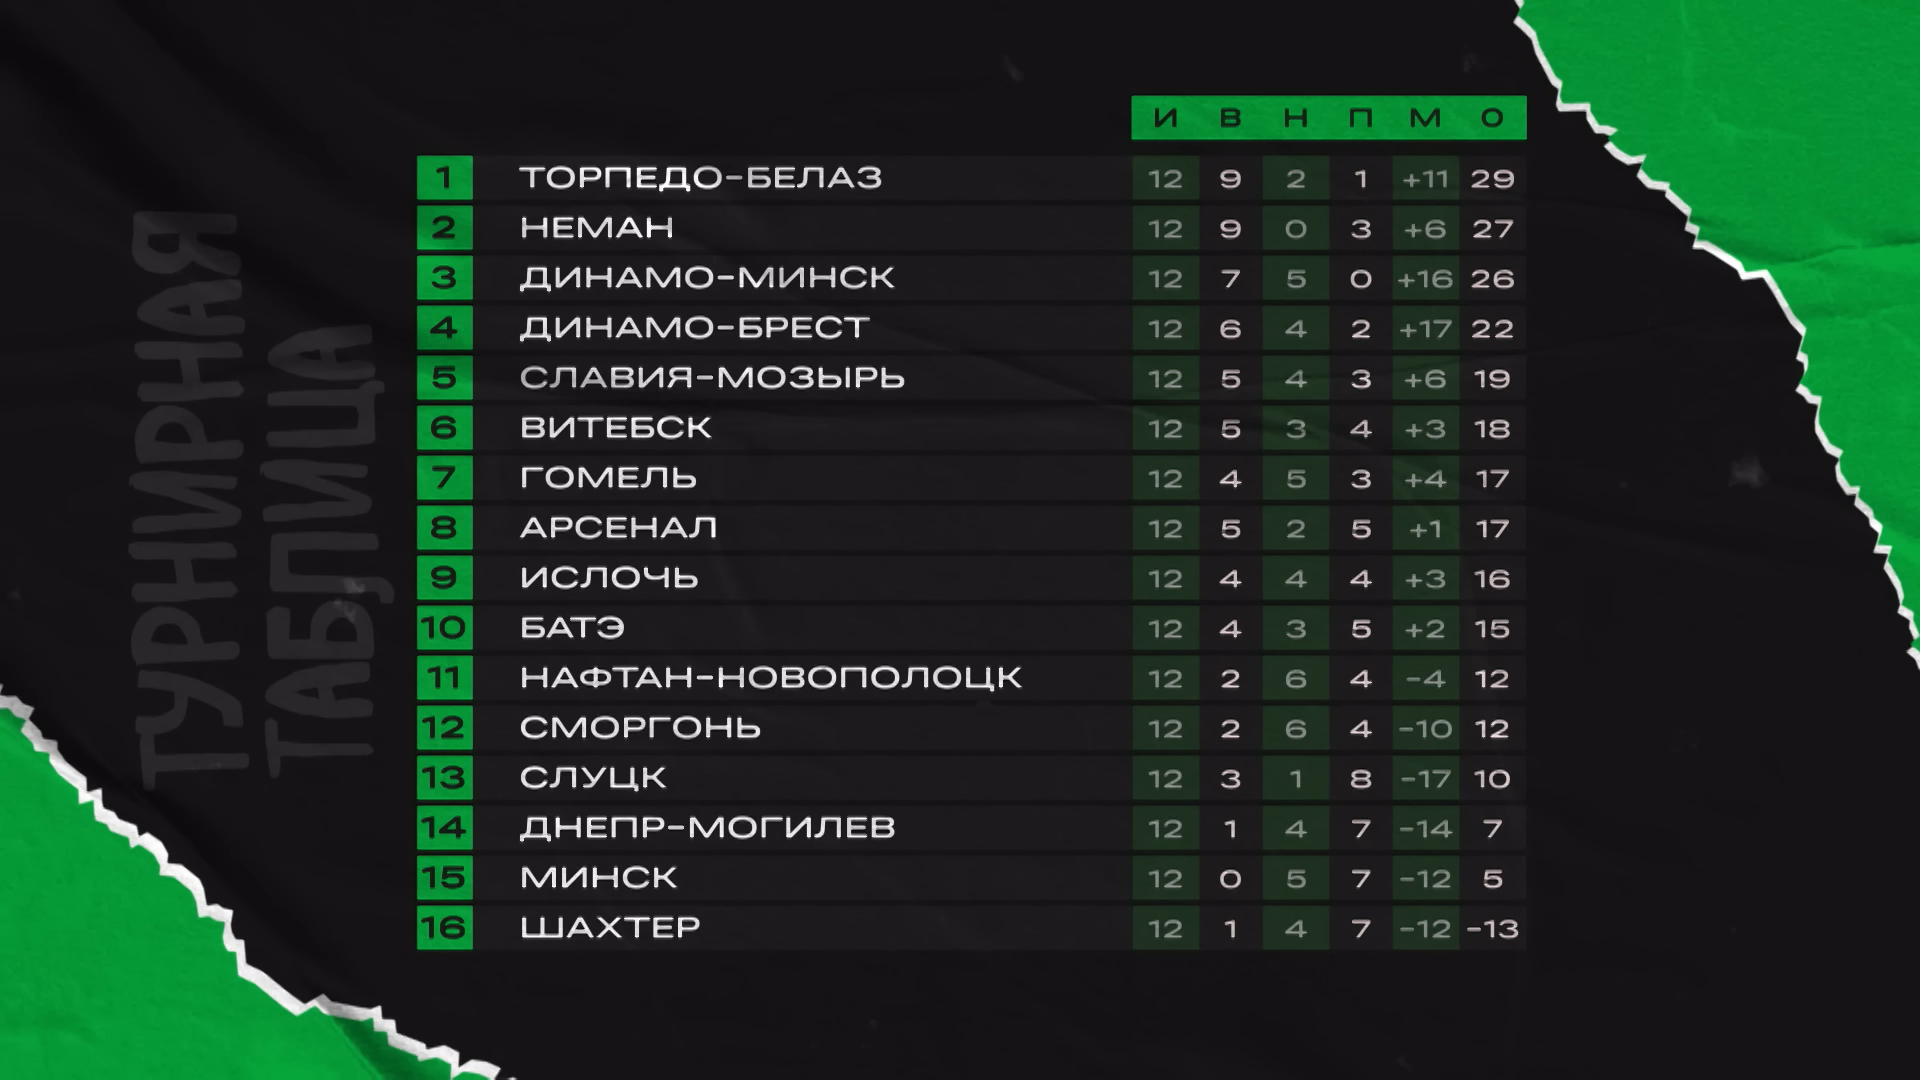 ТУРНИРНАЯ
ТАБЛИЦА
И В Н П М О
1 ТОРПЕДО-БЕЛАЗ 12 9 2 1 +11 29
2 НЕМАН 12 9 0 3 +6 27
3 ДИНАМО-МИНСК 12 7 5 0 +16 26
4 ДИНАМО-БРЕСТ 12 6 4 2 +17 22
5 СЛАВИЯ-МОЗЫРЬ 12 5 4 3 +6 19
6 ВИТЕБСК 12 5 3 4 +3 18
7 ГОМЕЛЬ 12 4 5 3 +4 17
8 АРСЕНАЛ 12 5 2 5 +1 17
9 ИСЛОЧЬ 12 4 4 4 +3 16
10 БАТЭ 12 4 3 5 +2 15
11 НАФТАН-НОВОПОЛОЦК 12 2 6 4 -4 12
12 СМОРГОНЬ 12 2 6 4 -10 12
13 СЛУЦК 12 3 1 8 -17 10
14 ДНЕПР-МОГИЛЕВ 12 1 4 7 -14 7
15 МИНСК 12 0 5 7 -12 5
16 ШАХТЕР 12 1 4 7 -12 -13